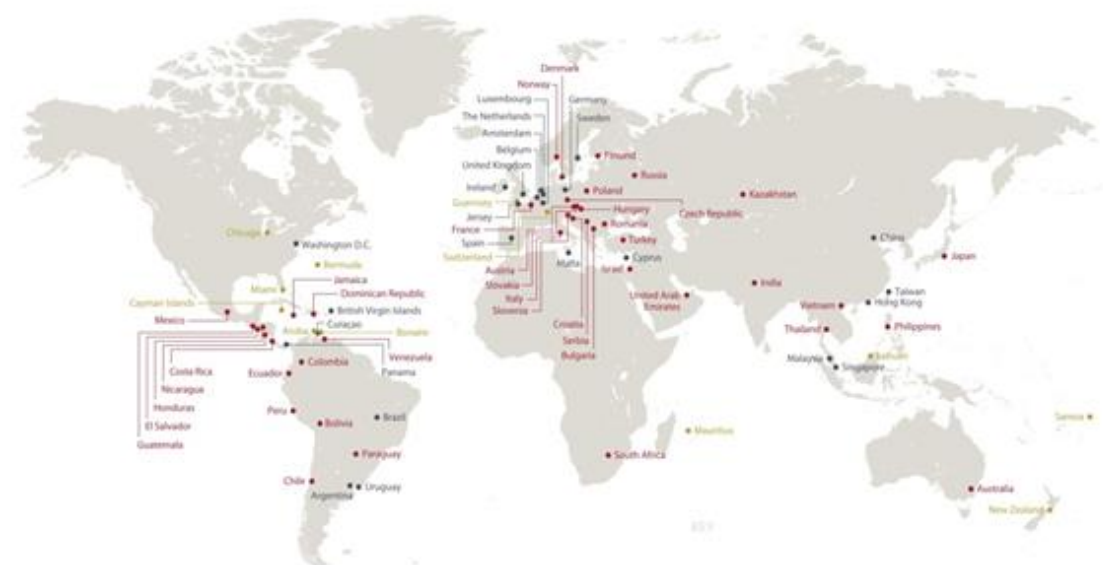 Denmark
Norway
Luxembourg
Germany
The Netherlands
Sweden
Amsterdam
Belgium
United Kingdom
Finland
Russia
Ireland
Poland
Kazakhstan
Guernsey
Hungary
Czech Republic
Jersey
Romania
France
Chicago
Washington D.C.
Spain
Turkey
China
Switzerland
Malta
Cyprus
Japan
Bermuda
Austria
Israel
Jamaica
Slovakia
India
Miami
Dominican Republic
Italy
United Arab
Emirates
Taiwan
Cayman Islands
British Virgin Islands
Slovenia
Vietnam
Hong Kong
Mexico
Curaçao
Croatia
Thailand
Philippines
Aruba
Bonaire
Serbia
Venezuela
Bulgaria
Malaysia
Labuan
Colombia
Singapore
Costa Rica
Ecuador
Panama
Nicaragua
Honduras
Peru
Brazil
Samoa
El Salvador
Bolivia
Mauritius
Guatemala
Paraguay
South Africa
Chile
Uruguay
Australia
Argentina
New Zealand
KEY